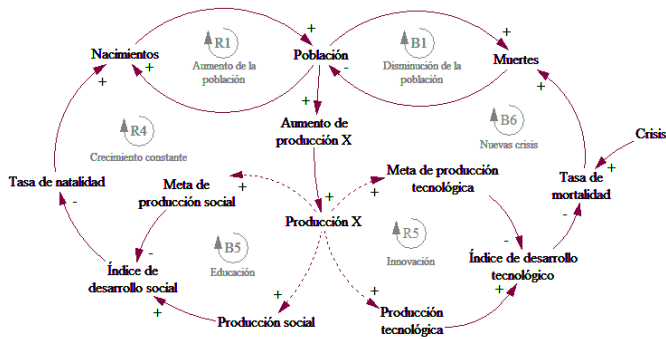 R1
B1
Nacimientos
Población
Muertes
Aumento de la
población
Disminución de la
población
R4
Crecimiento constante
Aumento de
producción X
B6
Nuevas crisis
Crisis
Tasa de natalidad
Meta de
producción social
Meta de producción
tecnológica
Tasa de
mortalidad
Producción X
B5
Educación
R5
Innovación
Índice de
desarrollo social
Índice de desarrollo
tecnológico
Producción social
Producción
tecnológica